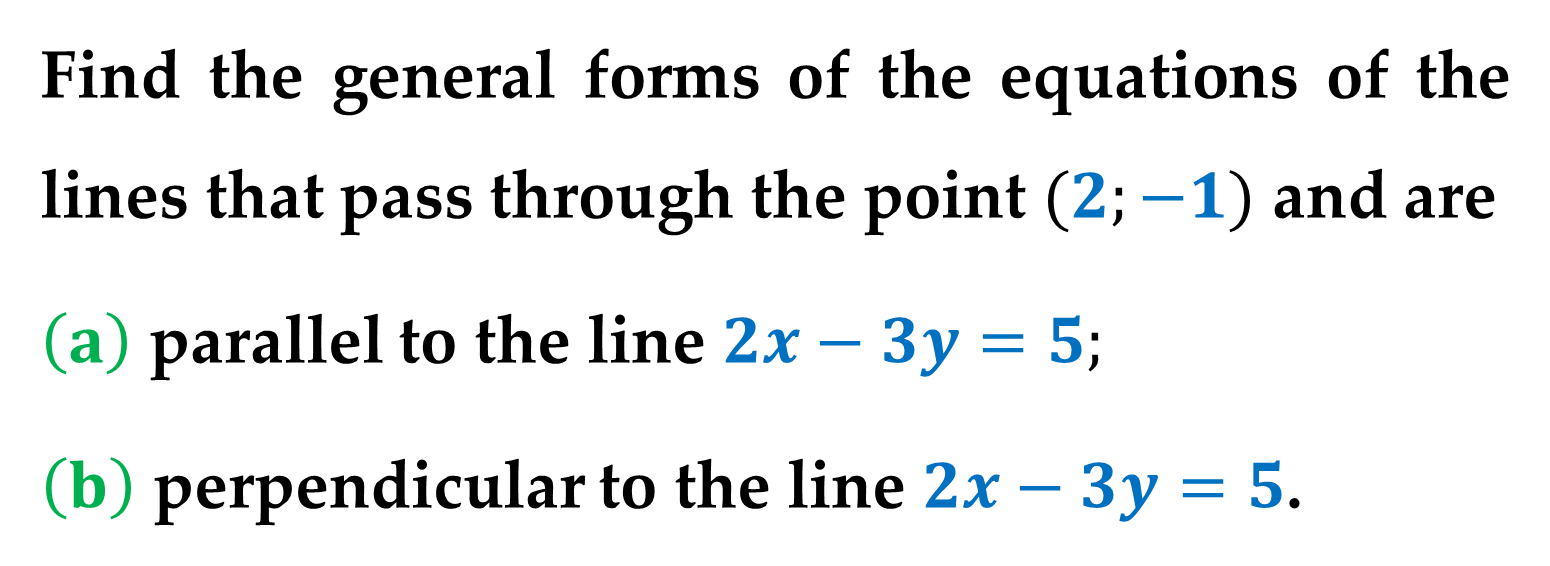 Find the general forms of the equations of the
lines that pass through the point (2; −1) and are
(a) parallel to the line 2x − 3y = 5;
(b) perpendicular to the line 2x − 3y = 5.